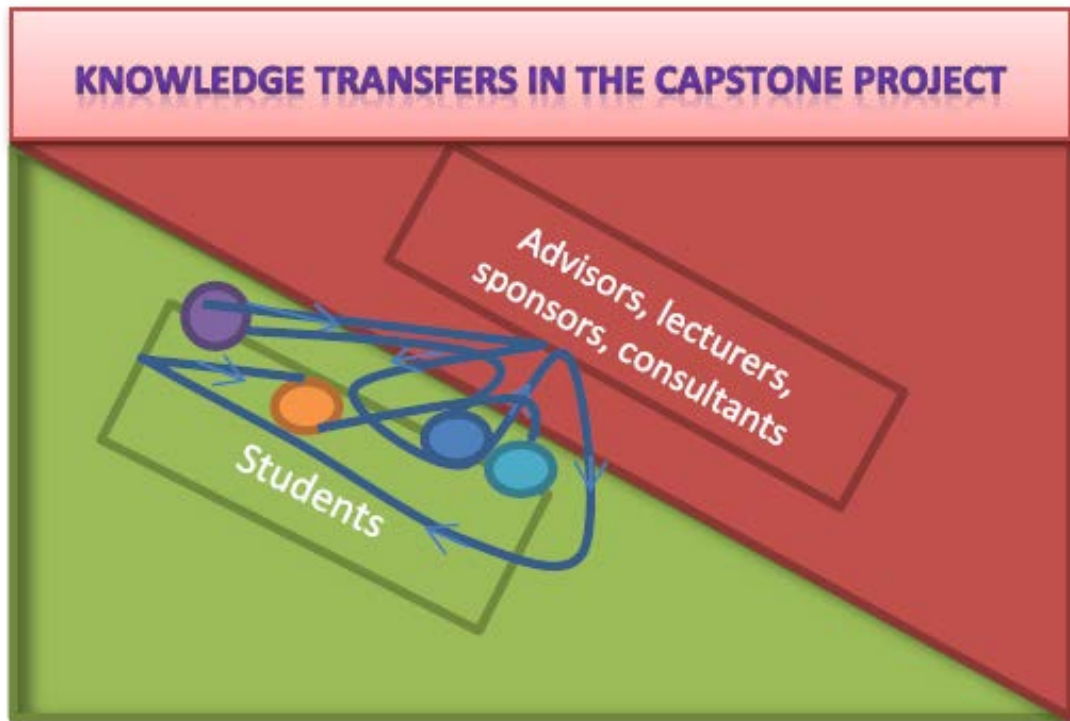 KNOWLEDGE TRANSFERS IN THE CAPSTONE PROJECT
Advisors, lecturers,
sponsors, consultants
Students